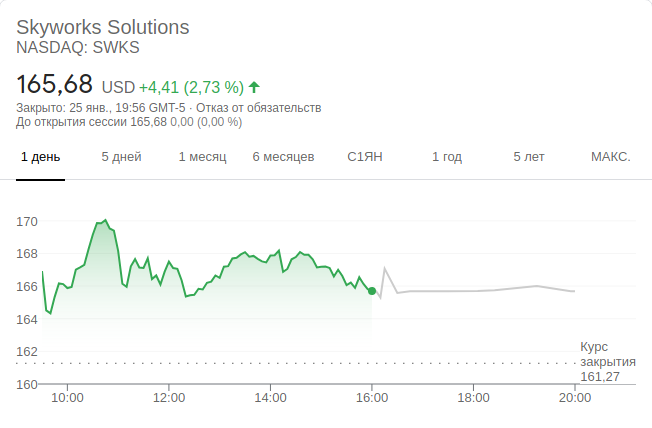 Skyworks Solutions
NASDAQ: SWKS
165,68 USD +4,41 (2,73 %)
Закрыто: 25 янв., 19:56 GMT-5 · Отказ от обязательств
До открытия сессии 165,68 0,00 (0,00 %)
1 день 5 дней 1 месяц 6 месяцев С1ЯН 1 год 5 лет МАКС.
170
168
166
164
162
160
Курс
закрытия
161,27
10:00 12:00 14:00 16:00 18:00 20:00